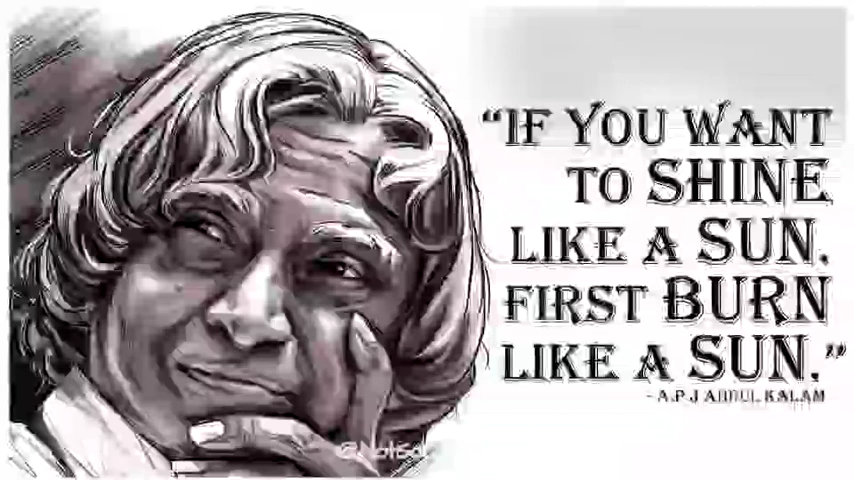 “IF YOU WANT
TO SHINE
LIKE A SUN.
FIRST BURN
LIKE A SUN.”
- A.P.J ABDUL KALAM